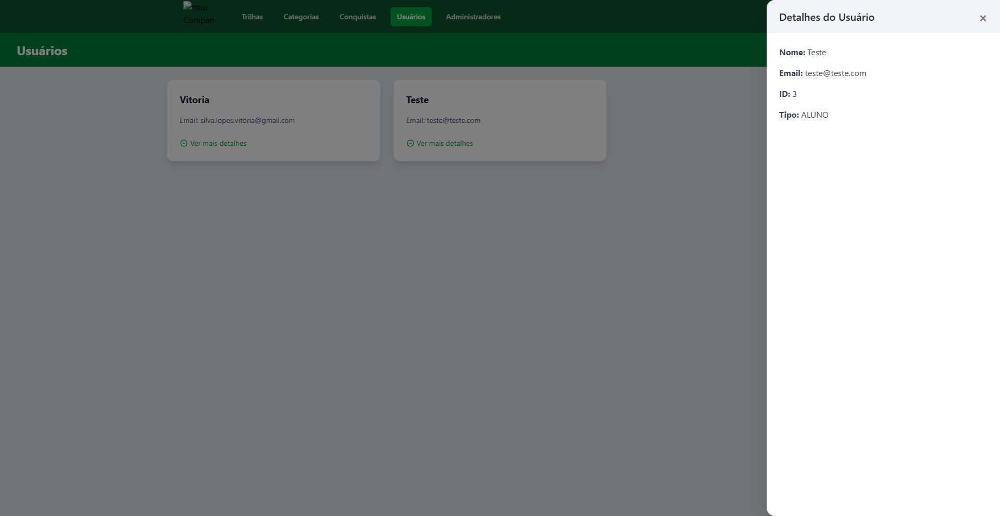 Your
Compan
Trilhas
Categorias
Conquistas
Usuários
Administradores
Usuários
Vitoria
Email: silva.lopes.vitoria@gmail.com
Ver mais detalhes
Teste
Email: teste@teste.com
Ver mais detalhes
Detalhes do Usuário
×
Nome: Teste
Email: teste@teste.com
ID: 3
Tipo: ALUNO